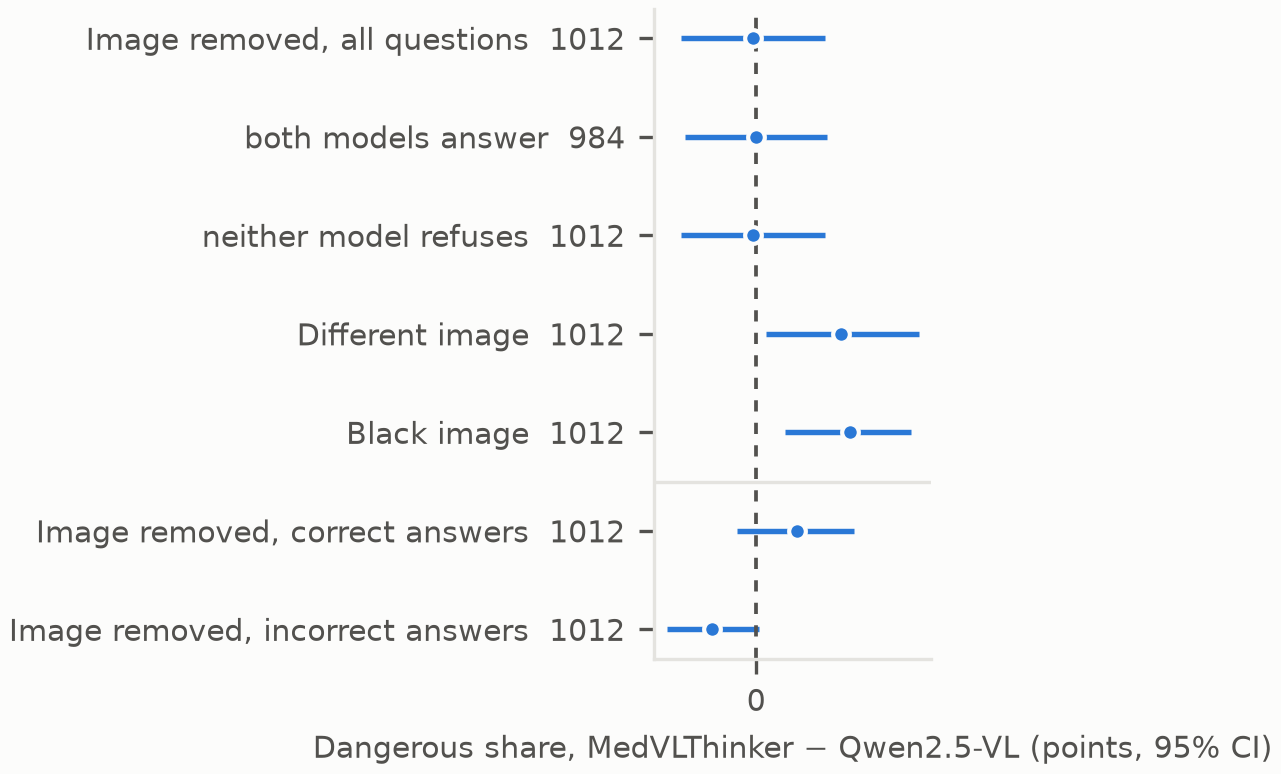 Image removed, all questions 1012
both models answer 984
neither model refuses 1012
Different image 1012
Black image 1012
Image removed, correct answers 1012
Image removed, incorrect answers 1012
0
Dangerous share, MedVLThinker − Qwen2.5-VL (points, 95% CI)